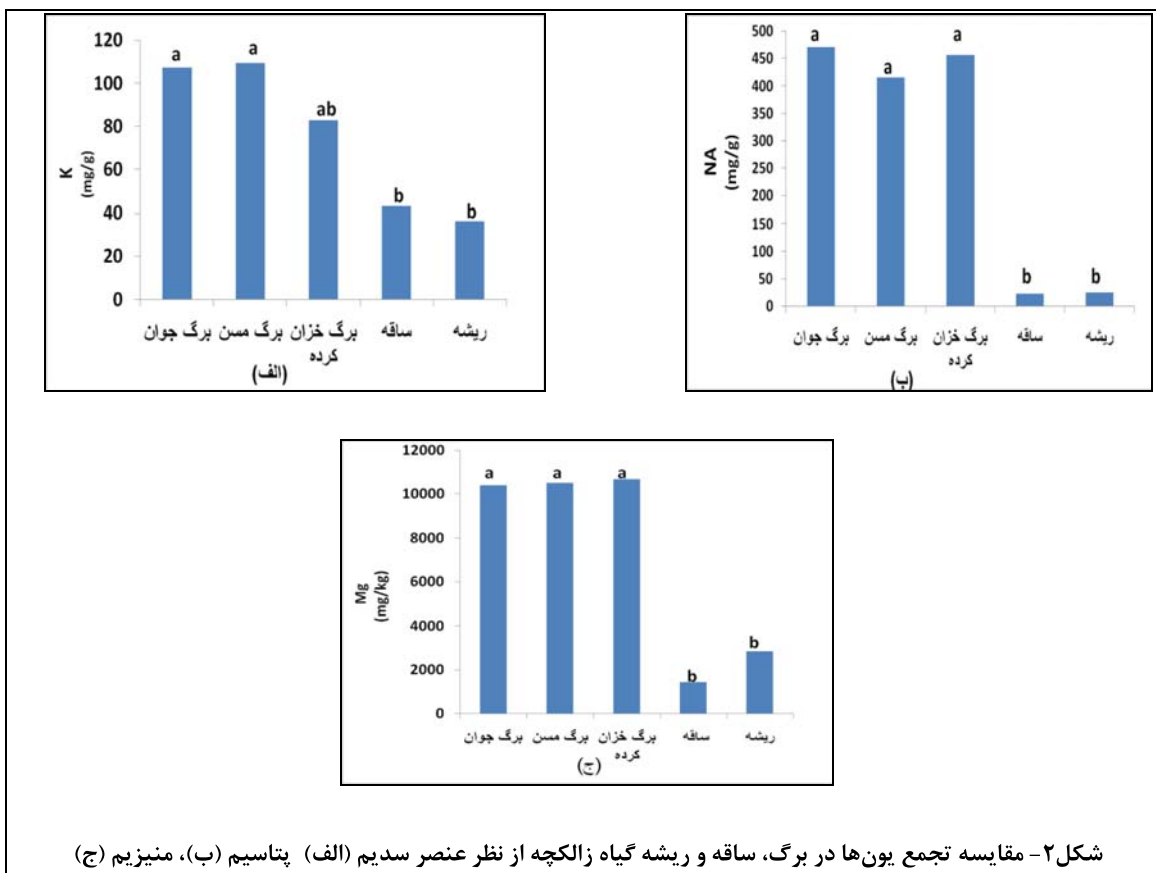 120
100
80
60
40
20
0
K
(mg/g)
a
a
ab
b
b
برگ جوان
برگ مسن
برگ خزان
کرده
ساقه
ریشه
(الف)
500
450
400
350
300
250
200
150
100
50
0
NA
(mg/g)
a
a
a
b
b
برگ جوان
برگ مسن
برگ خزان
کرده
ساقه
ریشه
(ب)
12000
10000
8000
6000
4000
2000
0
Mg
(mg/kg)
a
a
a
b
b
برگ جوان
برگ مسن
برگ خزان
کرده
ساقه
ریشه
(ج)
شکل۲- مقایسه تجمع یون‌ها در برگ، ساقه و ریشه گیاه زالکچه از نظر عنصر سدیم (الف) پتاسیم (ب)، منیزیم (ج)